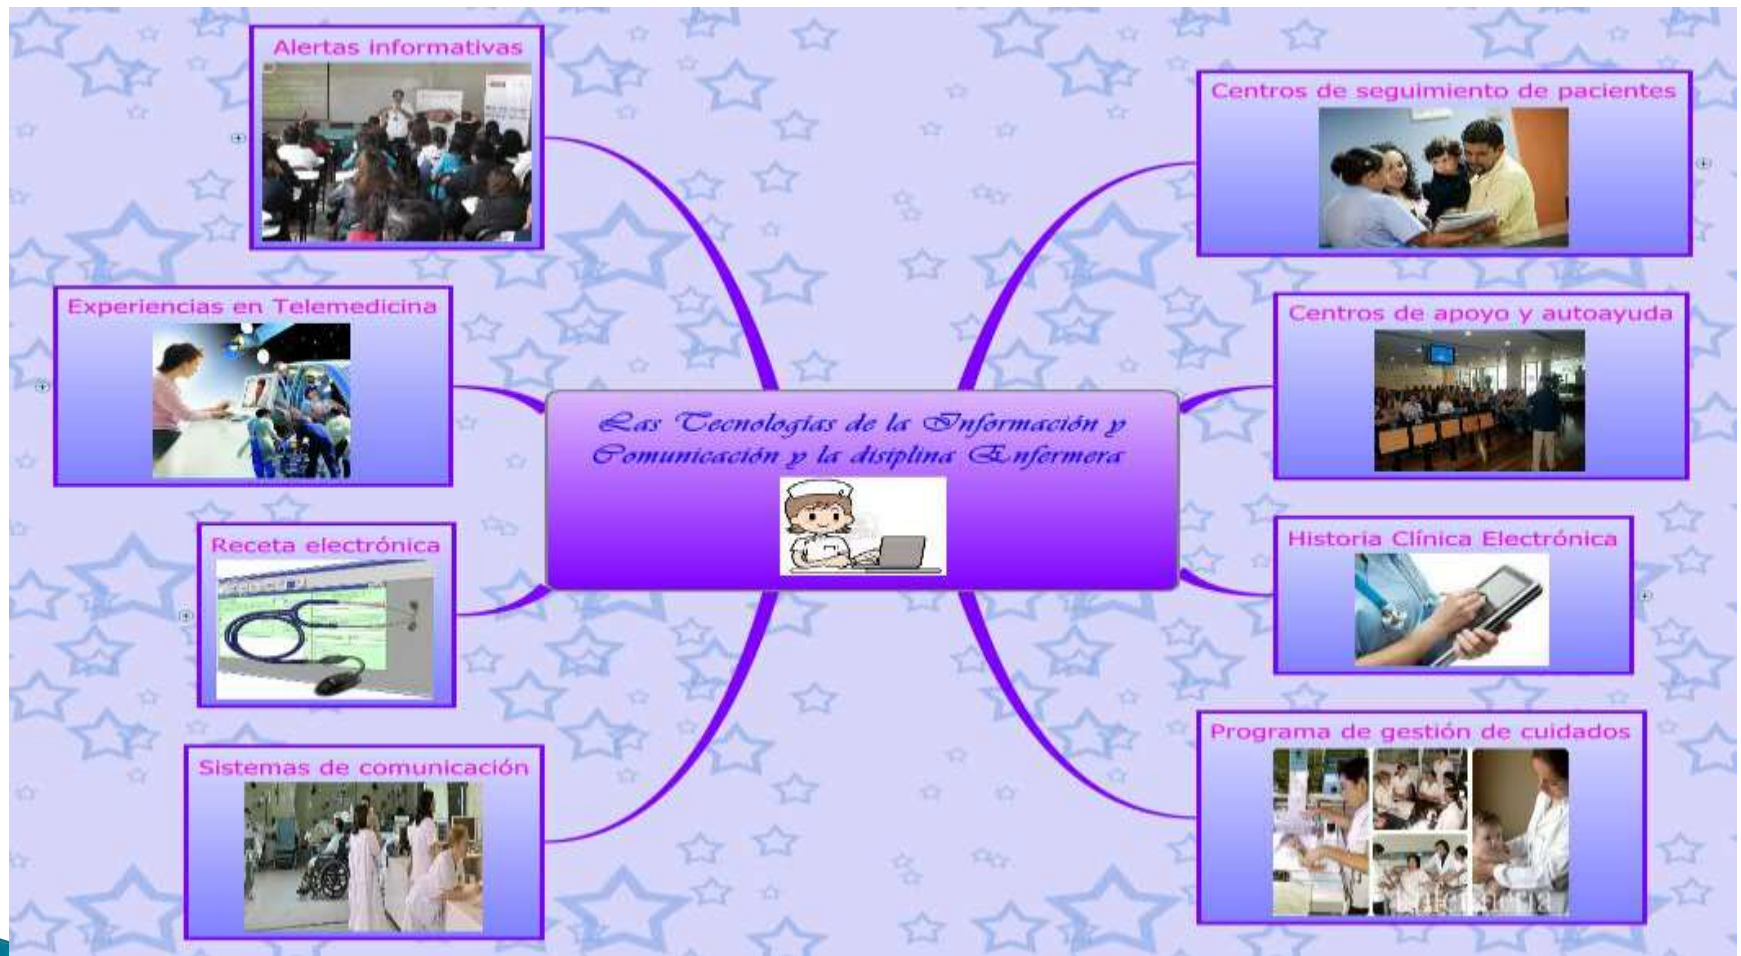 Alertas informativas
Experiencias en Telemedicina
Receta electrónica
Sistemas de comunicación
Las Tecnologías de la Información y
Comunicación y la disiplina Enfermera
Centros de seguimiento de pacientes
Centros de apoyo y autoayuda
Historia Clínica Electrónica
Programa de gestión de cuidados